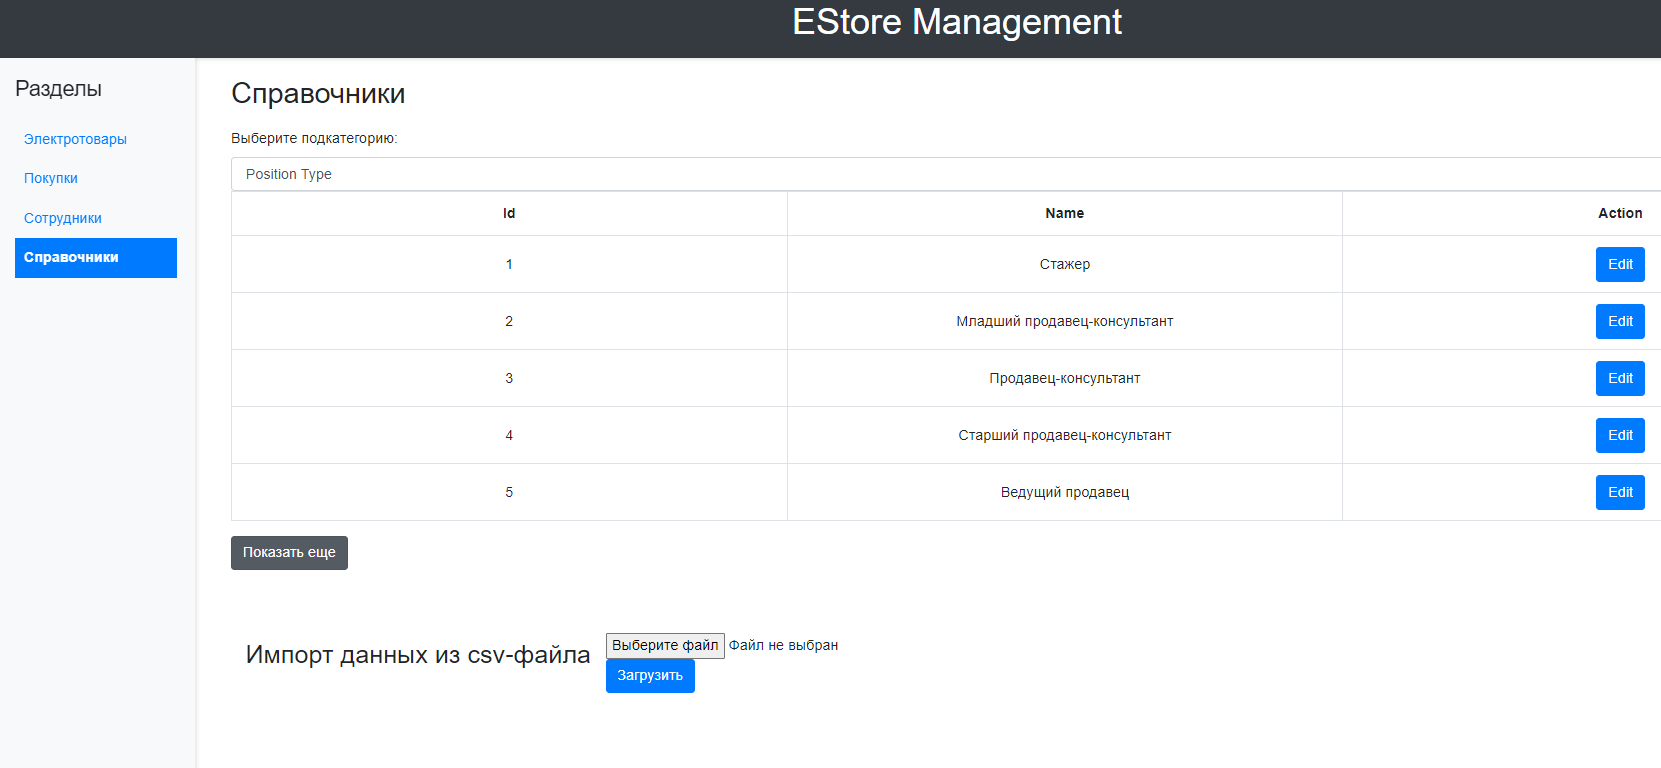 EStore Management
Разделы
Электротовары
Покупки
Сотрудники
Справочники
Справочники
Выберите подкатегорию:
Position Type
Id Name Action
1 Стажер Edit
2 Младший продавец-консультант Edit
3 Продавец-консультант Edit
4 Старший продавец-консультант Edit
5 Ведущий продавец Edit
Показать еще
Импорт данных из csv-файла
Выберите файл Файл не выбран
Загрузить